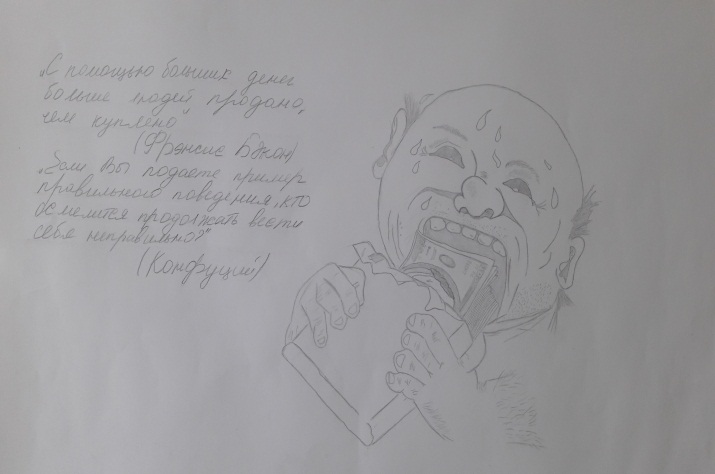 „С помощью больших денег
больше людей продано,
чем куплено"
(Фрэнсис Бэкон)
„Если Вы подаете пример
правильного поведения, кто
осмелится продолжать вести
себя неправильно?"
(Конфуций)